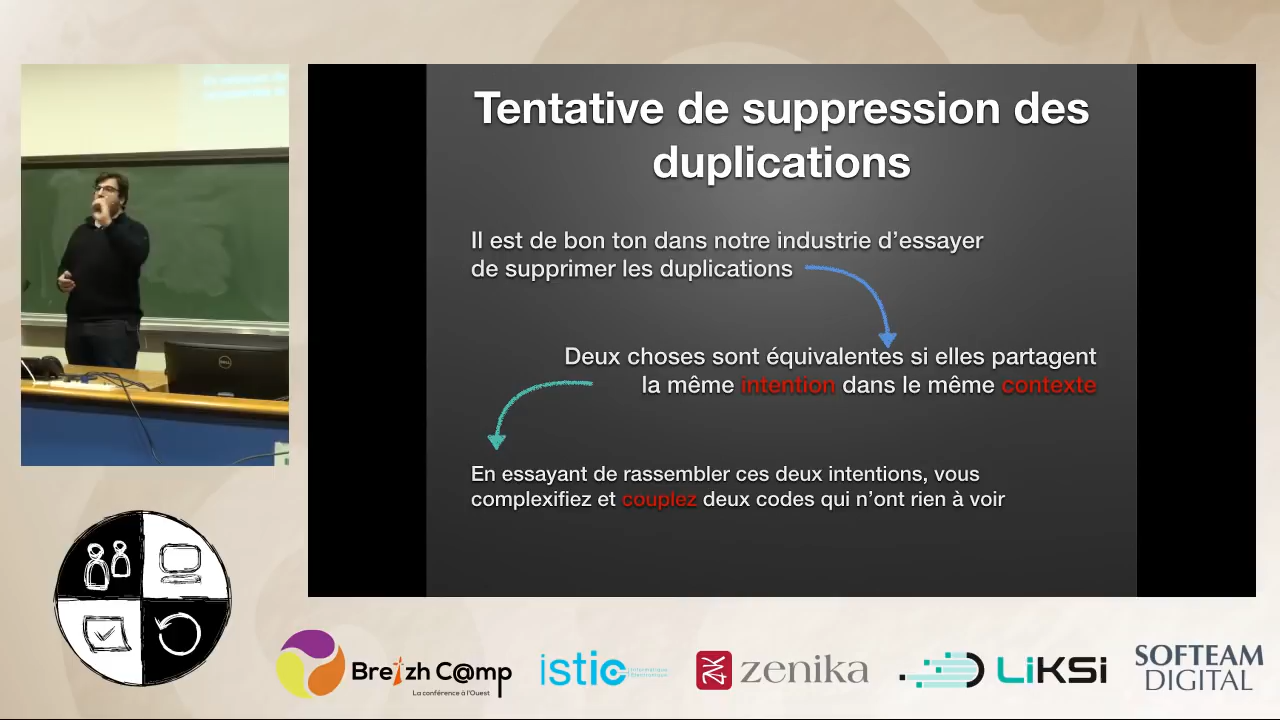 Tentative de suppression des
duplications
Il est de bon ton dans notre industrie d’essayer
de supprimer les duplications
Deux choses sont équivalentes si elles partagent
la même intention dans le même contexte
En essayant de rassembler ces deux intentions, vous
complexifiez et couplez deux codes qui n’ont rien à voir
DELL
Breizh C@mp
La conférence à l'Ouest
istic
Informatique
Électronique
zenika
LiKSi
SOFTEAM
DIGITAL